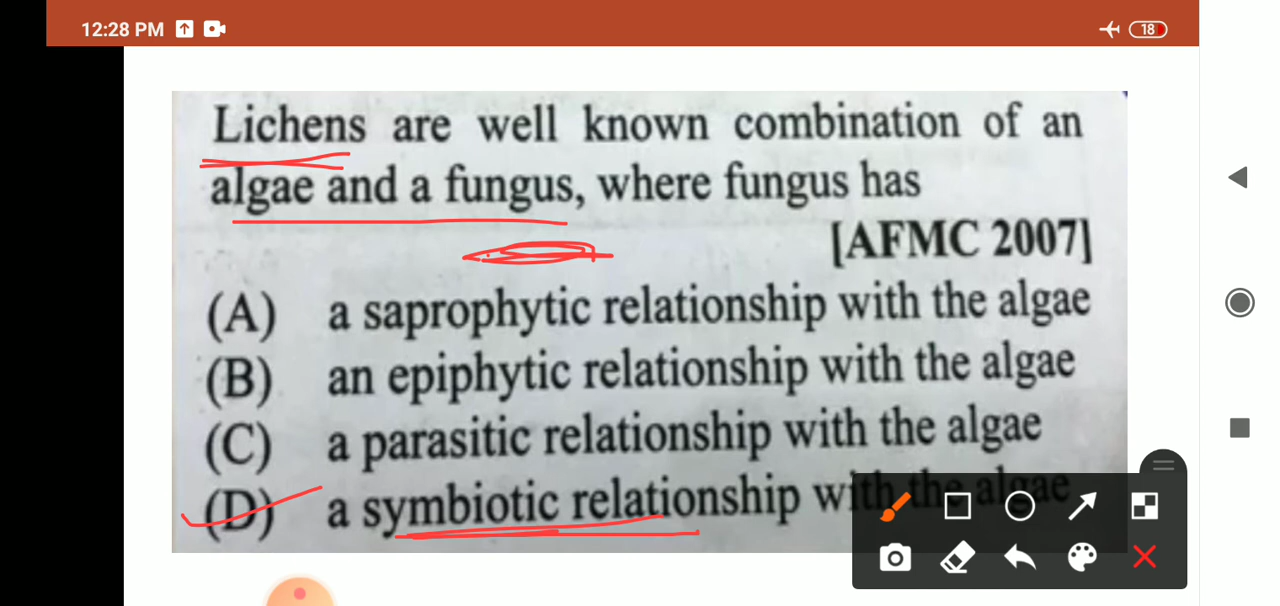 12:28 PM
18
Lichens are well known combination of an
algae and a fungus, where fungus has
[AFMC 2007]
(A) a saprophytic relationship with the algae
(B) an epiphytic relationship with the algae
(C) a parasitic relationship with the algae
(D) a symbiotic relationship with the algae